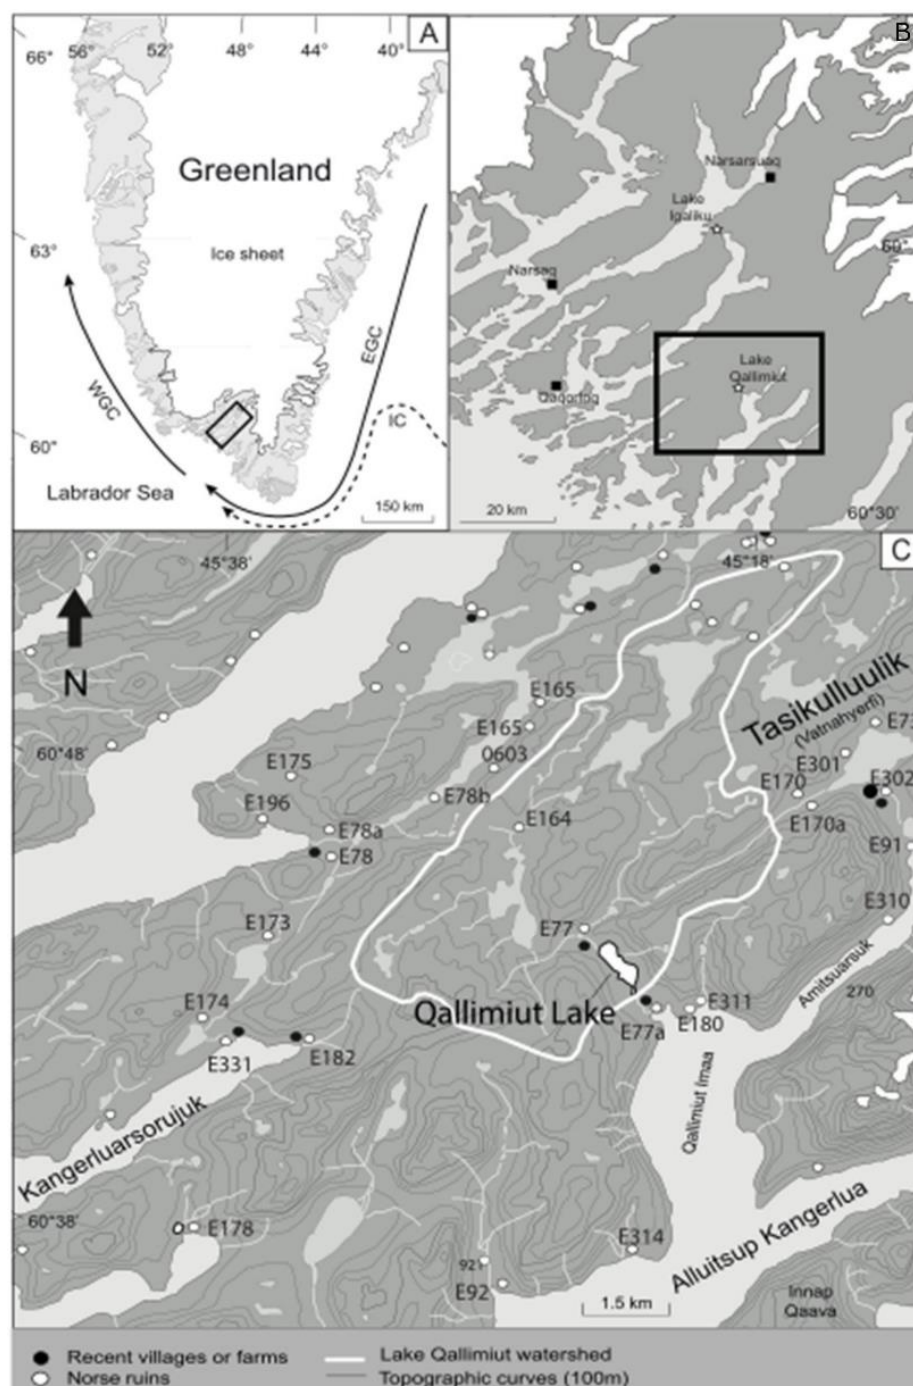 A
66° 56° 52° 48° 44° 40°
Greenland
Ice sheet
63°
EGC
WGC
IC
60°
Labrador Sea
150 km
B
Narsarsuaq
Lake
Igaliku
Narsaq
Lake
Qallimiut
Qaqortoq
20 km
60°30'
C
45°38'
45°18'
N
60°48'
Tasikulluulik
(Vatnahverfi)
E165
E165
0603
E175
E196
E78b
E78a
E78
E164
E301
E170
E302
E170a
E91
E310
E173
E77
Amitsuarsuk
270
E174
Qallimiut Lake
E311
E180
E77a
E331
E182
Qallimiut Imaa
Kangerluarsorujuk
60°38'
E178
E314
Alluitsup Kangerlua
921
E92
1.5 km
Innap
Qaava
Recent villages or farms
Lake Qallimiut watershed
Norse ruins
Topographic curves (100m)